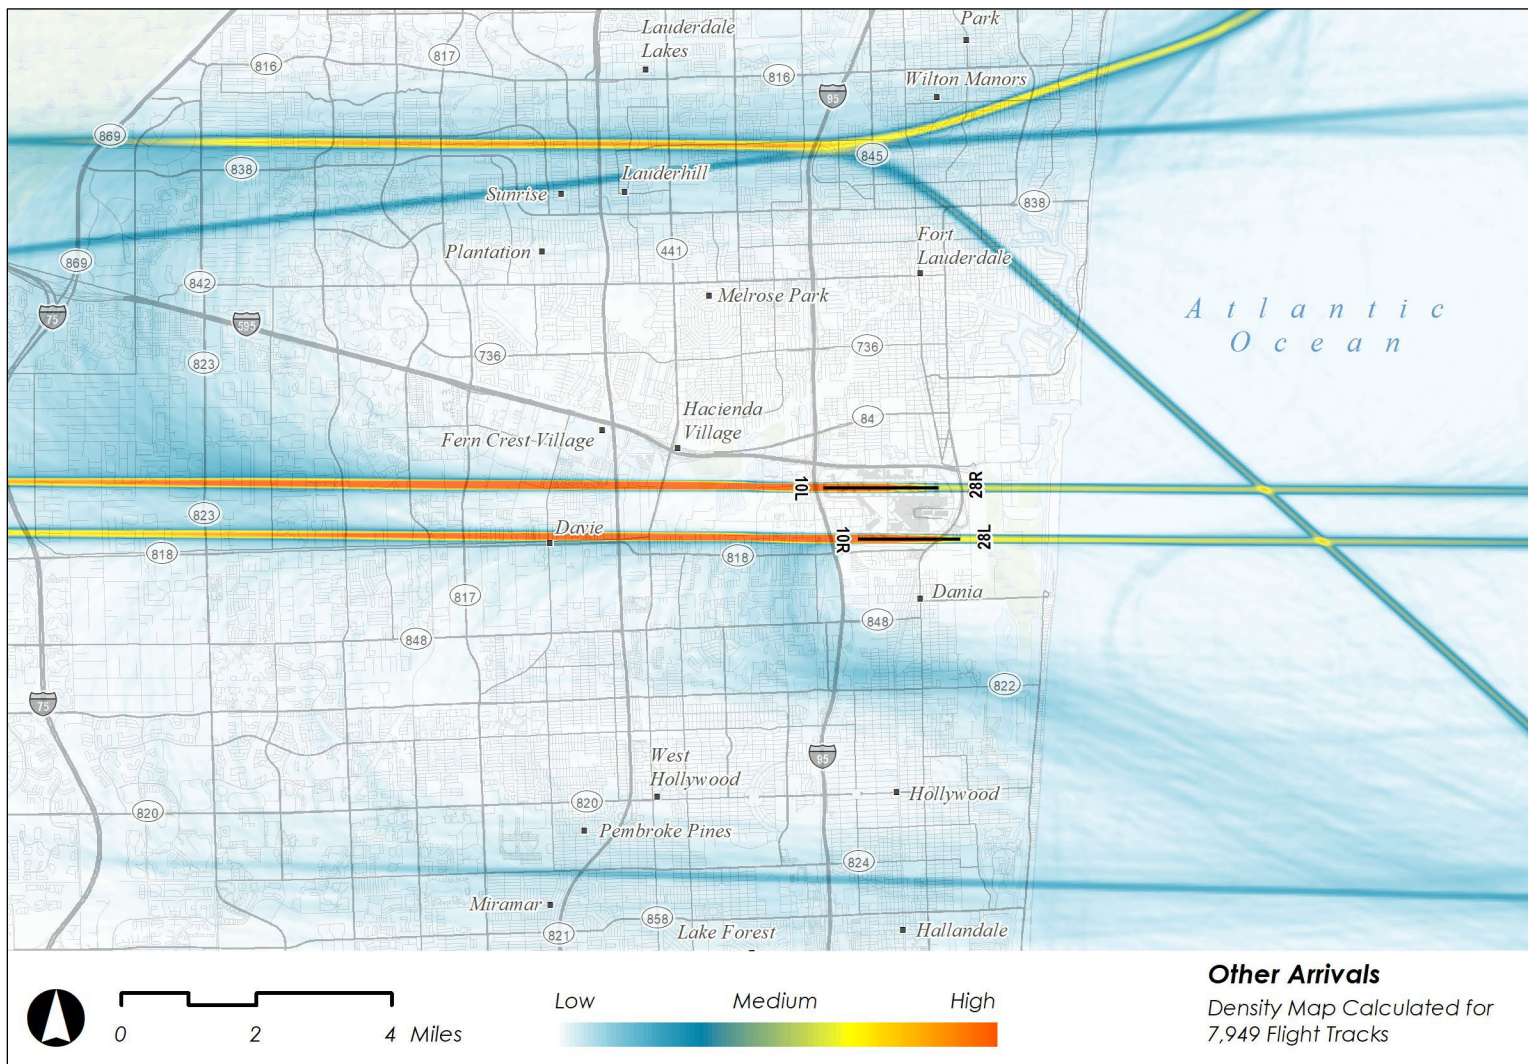 Lauderdale
Lakes
Park
816
817
816
95
Wilton Manors
869
838
845
Lauderhill
Sunrise
838
Plantation
441
Fort
Lauderdale
869
842
Melrose Park
Atlantic
Ocean
75
595
823
736
736
Hacienda
Village
84
Fern Crest Village
10L
28R
823
Davie
10R
28L
818
818
817
Dania
848
848
822
75
95
West
Hollywood
820
820
Hollywood
Pembroke Pines
824
Miramar
858
821
Lake Forest
Hallandale
Other Arrivals
Density Map Calculated for
7,949 Flight Tracks
Low Medium High
0 2 4 Miles